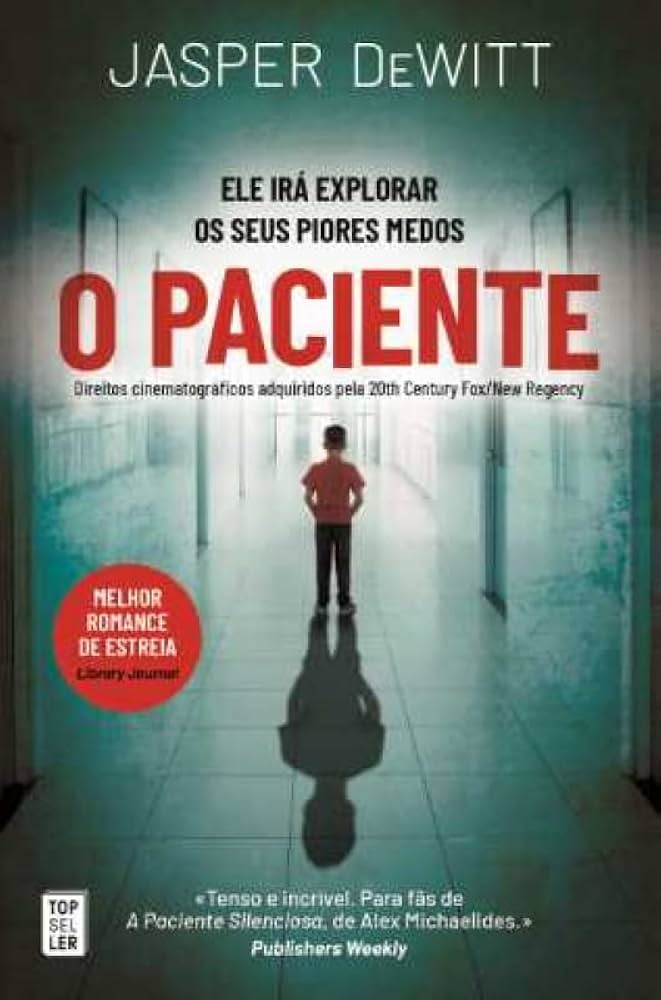 JASPER DEWITT
ELE IRÁ EXPLORAR
OS SEUS PIORES MEDOS
O PACIENTE
Direitos cinematográficos adquiridos pela 20th Century Fox/New Regency
MELHOR
ROMANCE
DE ESTREIA
Library Journal
«Tenso e incrível. Para fãs de
A Paciente Silenciosa, de Alex Michaelides.»
Publishers Weekly
TOP
SEL
LER